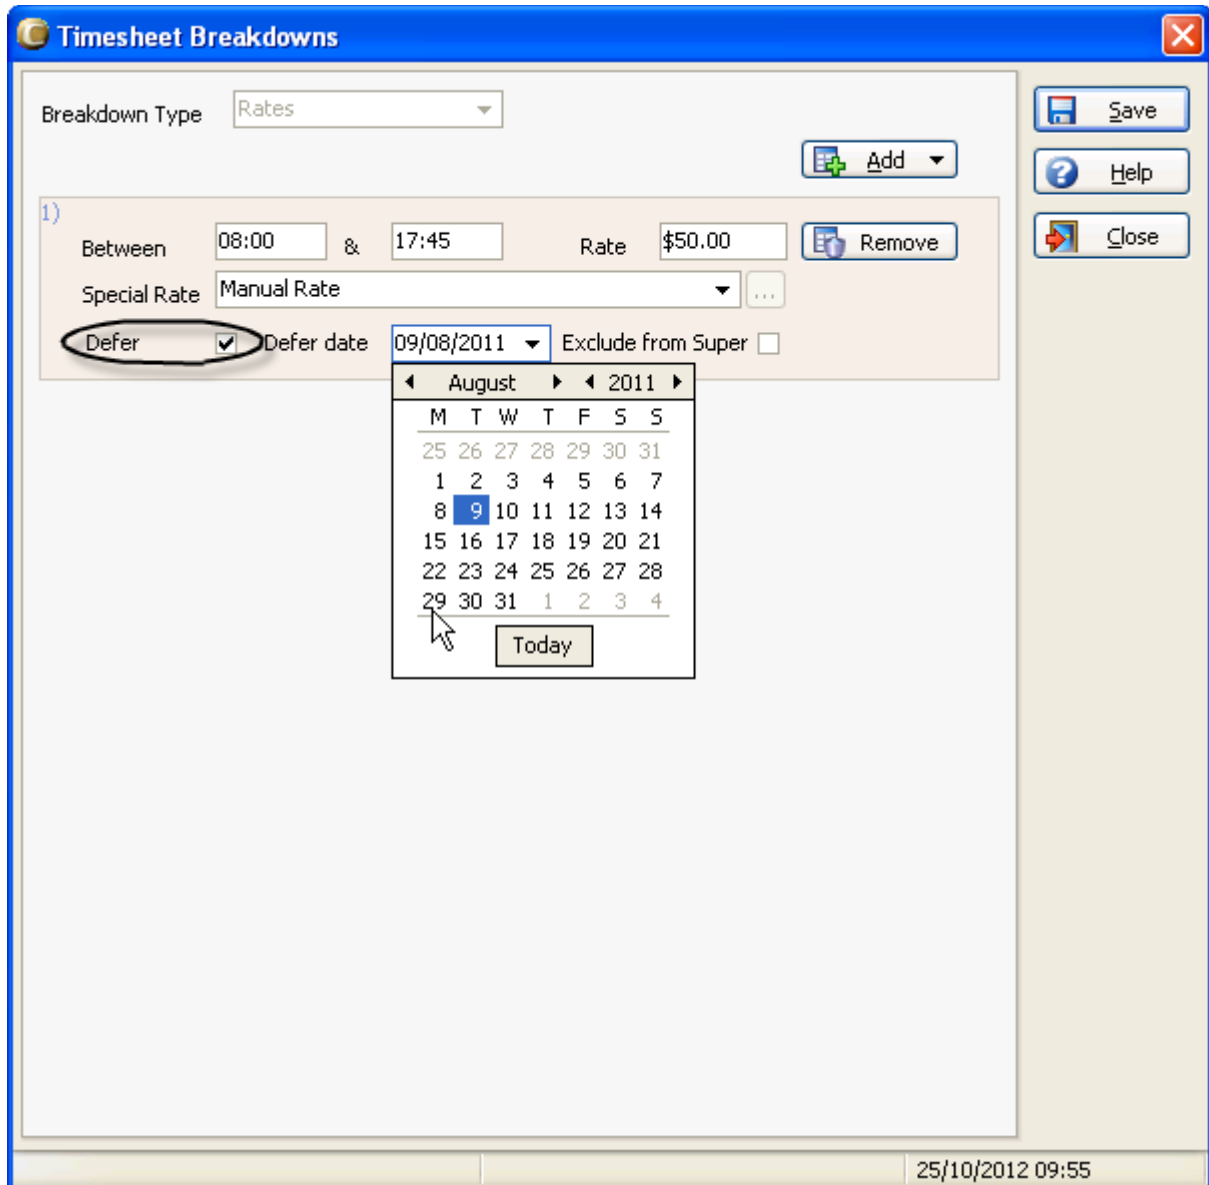 Timesheet Breakdowns
Breakdown Type Rates
Save
Add
Help
1)
Between 08:00 & 17:45 Rate $50.00 Remove
Close
Special Rate Manual Rate ...
Defer Defer date 09/08/2011 Exclude from Super
August 2011
M T W T F S S
25 26 27 28 29 30 31
1 2 3 4 5 6 7
8 9 10 11 12 13 14
15 16 17 18 19 20 21
22 23 24 25 26 27 28
29 30 31 1 2 3 4
Today
25/10/2012 09:55